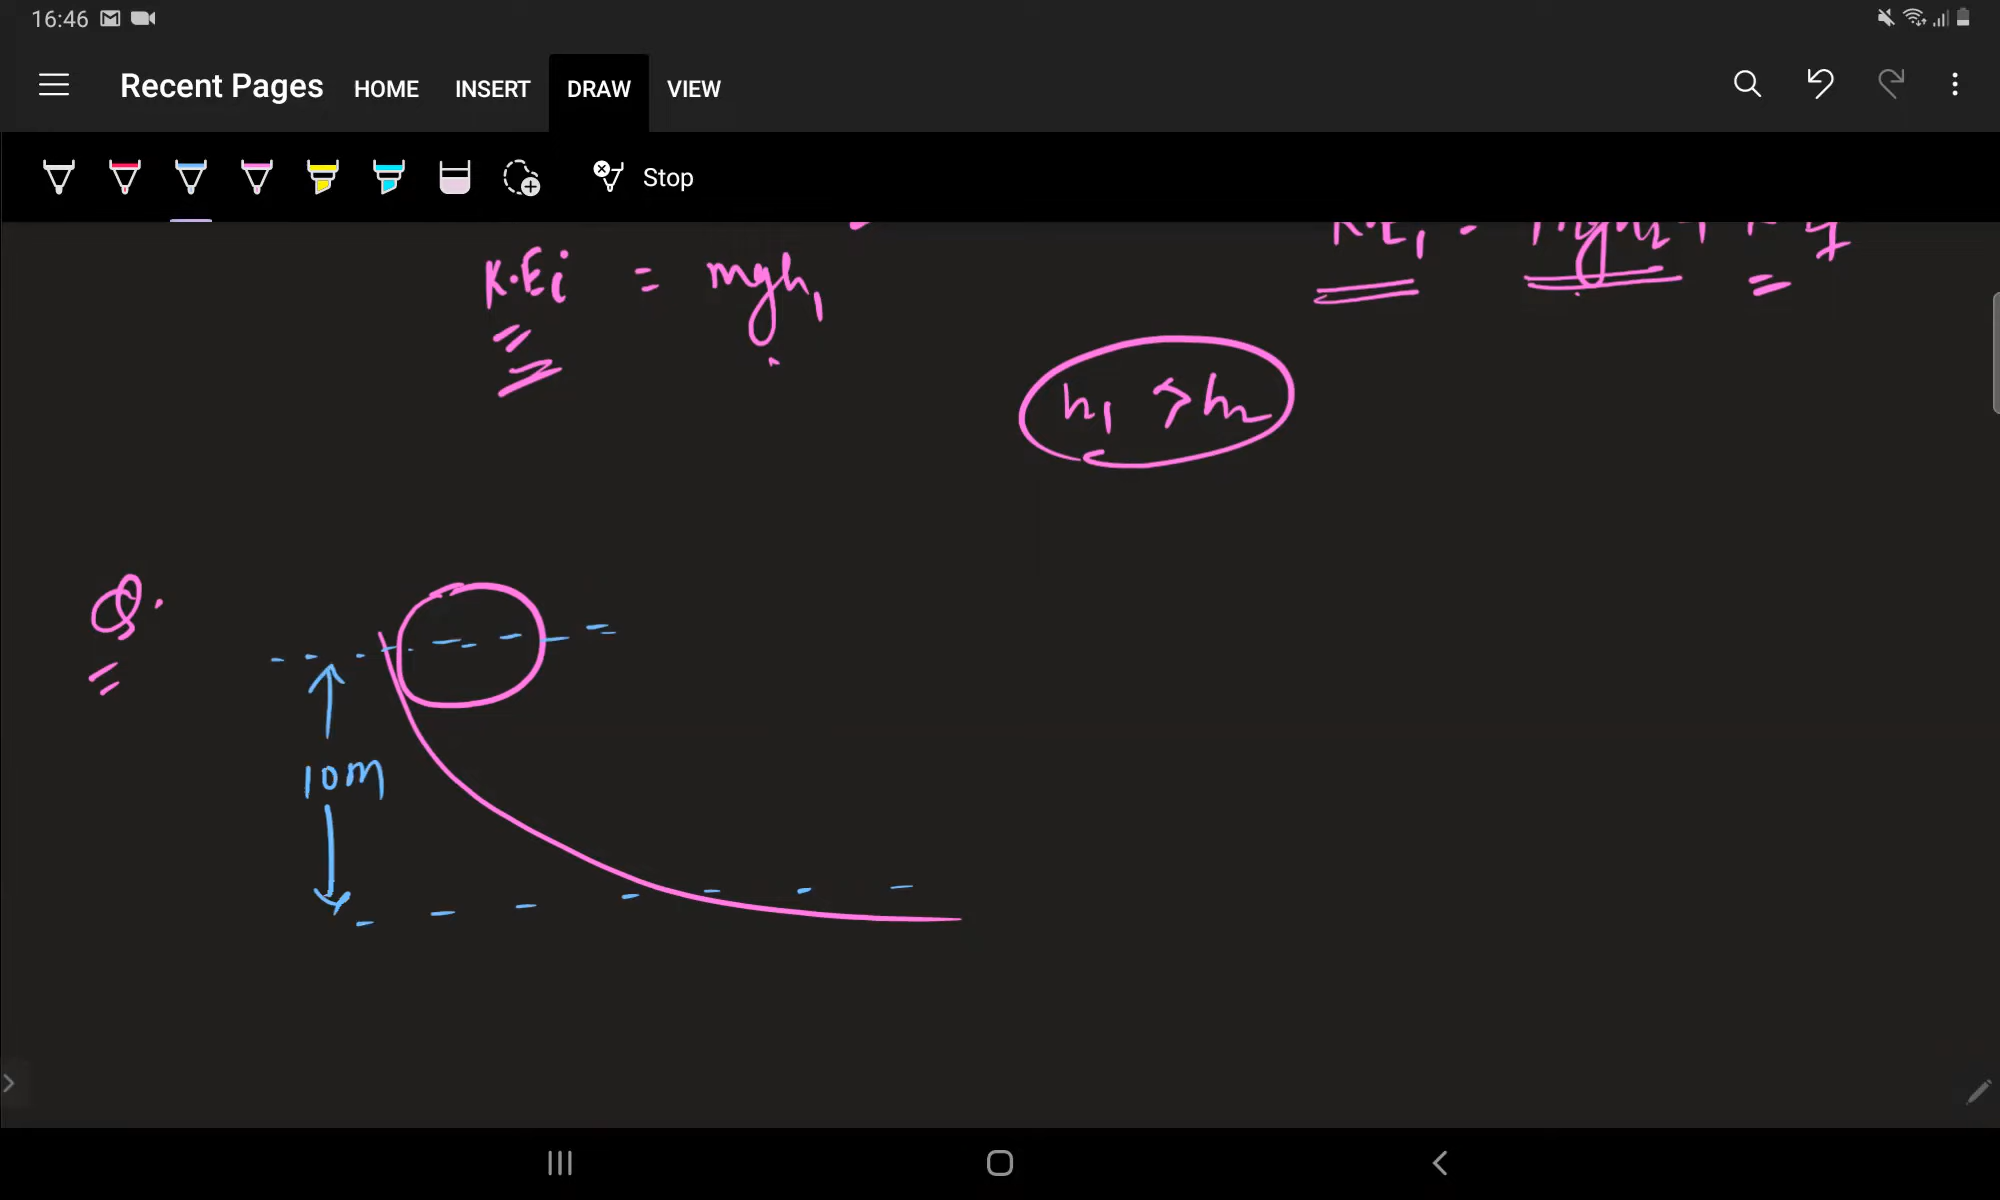 16:46
Recent Pages HOME INSERT DRAW VIEW
Stop
K.Ei = mgh1
h1 > h2
Q.
10m